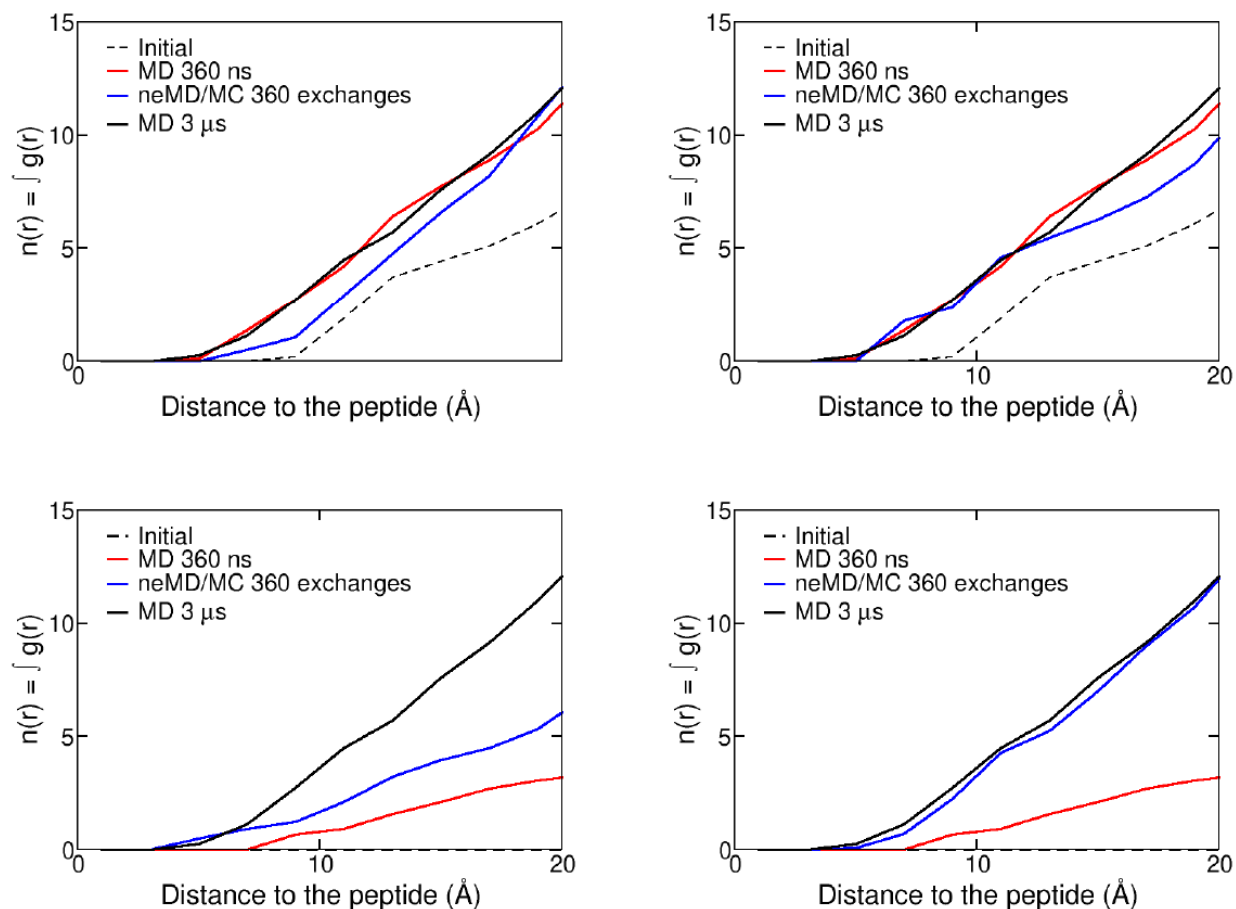 15
Initial
MD 360 ns
neMD/MC 360 exchanges
MD 3 μs
10
5
0
n(r) = ∫ g(r)
0 10 20
Distance to the peptide (Å)
15
Initial
MD 360 ns
neMD/MC 360 exchanges
MD 3 μs
10
5
0
n(r) = ∫ g(r)
0 10 20
Distance to the peptide (Å)
15
Initial
MD 360 ns
neMD/MC 360 exchanges
MD 3 μs
10
5
0
n(r) = ∫ g(r)
0 10 20
Distance to the peptide (Å)
15
Initial
MD 360 ns
neMD/MC 360 exchanges
MD 3 μs
10
5
0
n(r) = ∫ g(r)
0 10 20
Distance to the peptide (Å)